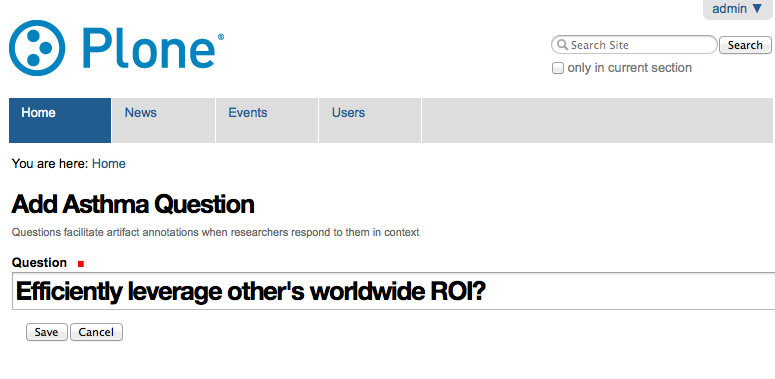 admin ▼
Plone®
Search Site
Search
only in current section
Home
News
Events
Users
You are here: Home
Add Asthma Question
Questions facilitate artifact annotations when researchers respond to them in context
Question
Efficiently leverage other's worldwide ROI?
Save
Cancel